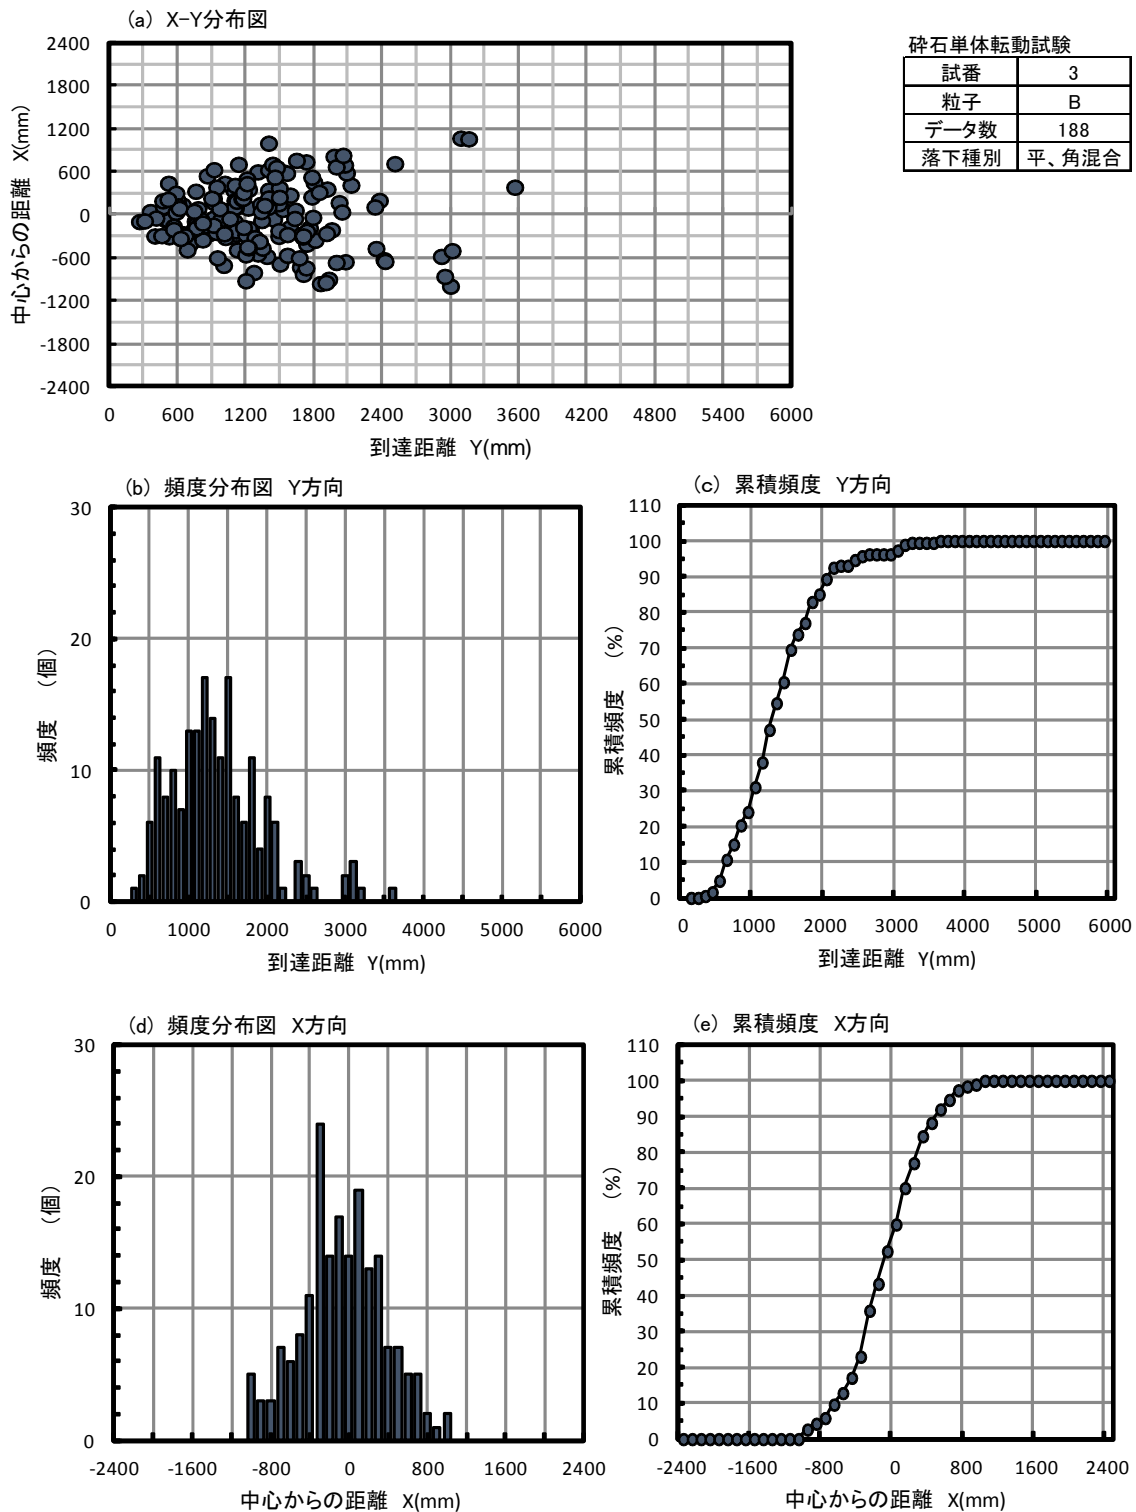 (a) X-Y分布図
2400
1800
1200
600
0
-600
-1200
-1800
-2400
中心からの距離 X(mm)
0 600 1200 1800 2400 3000 3600 4200 4800 5400 6000
到達距離 Y(mm)
砕石単体転動試験
試番 3
粒子 B
データ数 188
落下種別 平、角混合
(b) 頻度分布図 Y方向
30
20
10
0
頻度 (個)
0 1000 2000 3000 4000 5000 6000
到達距離 Y(mm)
(c) 累積頻度 Y方向
110
100
90
80
70
60
50
40
30
20
10
0
累積頻度 (%)
0 1000 2000 3000 4000 5000 6000
到達距離 Y(mm)
(d) 頻度分布図 X方向
30
20
10
0
頻度 (個)
-2400 -1600 -800 0 800 1600 2400
中心からの距離 X(mm)
(e) 累積頻度 X方向
110
100
90
80
70
60
50
40
30
20
10
0
累積頻度 (%)
-2400 -1600 -800 0 800 1600 2400
中心からの距離 X(mm)